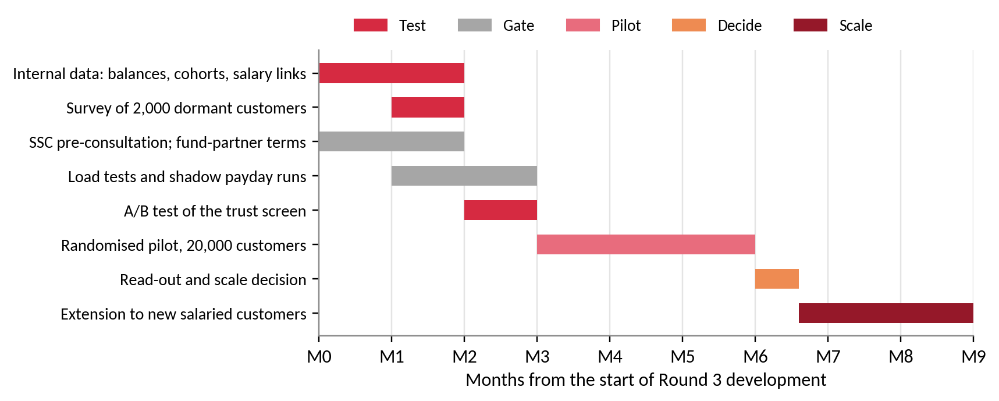 Test Gate Pilot Decide Scale
Internal data: balances, cohorts, salary links
Survey of 2,000 dormant customers
SSC pre-consultation; fund-partner terms
Load tests and shadow payday runs
A/B test of the trust screen
Randomised pilot, 20,000 customers
Read-out and scale decision
Extension to new salaried customers
M0 M1 M2 M3 M4 M5 M6 M7 M8 M9
Months from the start of Round 3 development